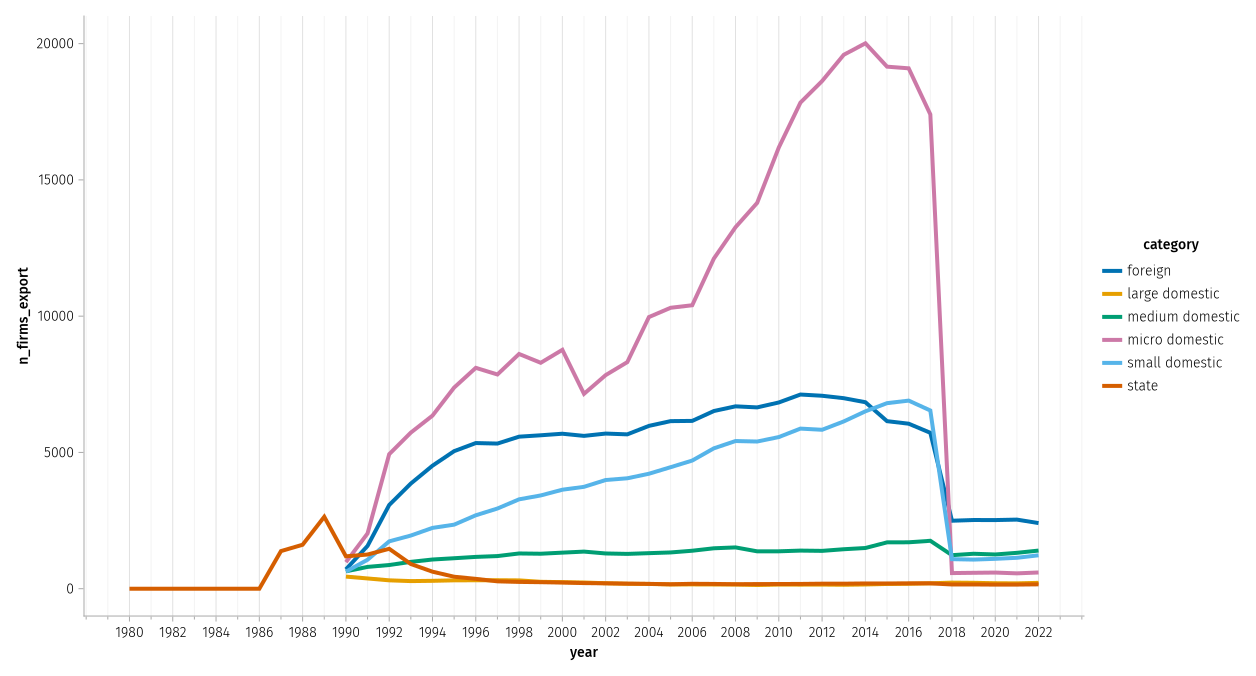 20000
15000
10000
5000
0
n_firms_export
1980 1982 1984 1986 1988 1990 1992 1994 1996 1998 2000 2002 2004 2006 2008 2010 2012 2014 2016 2018 2020 2022
year
category
foreign
large domestic
medium domestic
micro domestic
small domestic
state